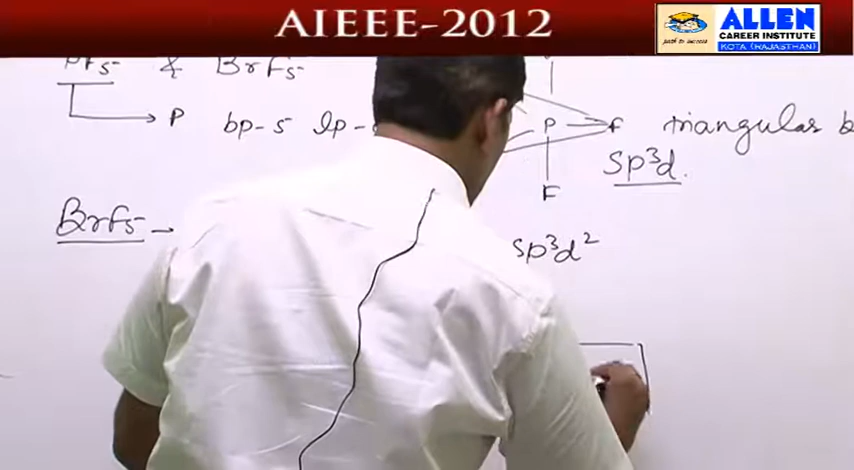 AIEEE-2012
ALLEN
CAREER INSTITUTE
path to success
KOTA (RAJASTHAN)
PF5 & BrF5
P bp-5 lp-
P F triangular b
sp³d
F
BrF5 →
sp³d²